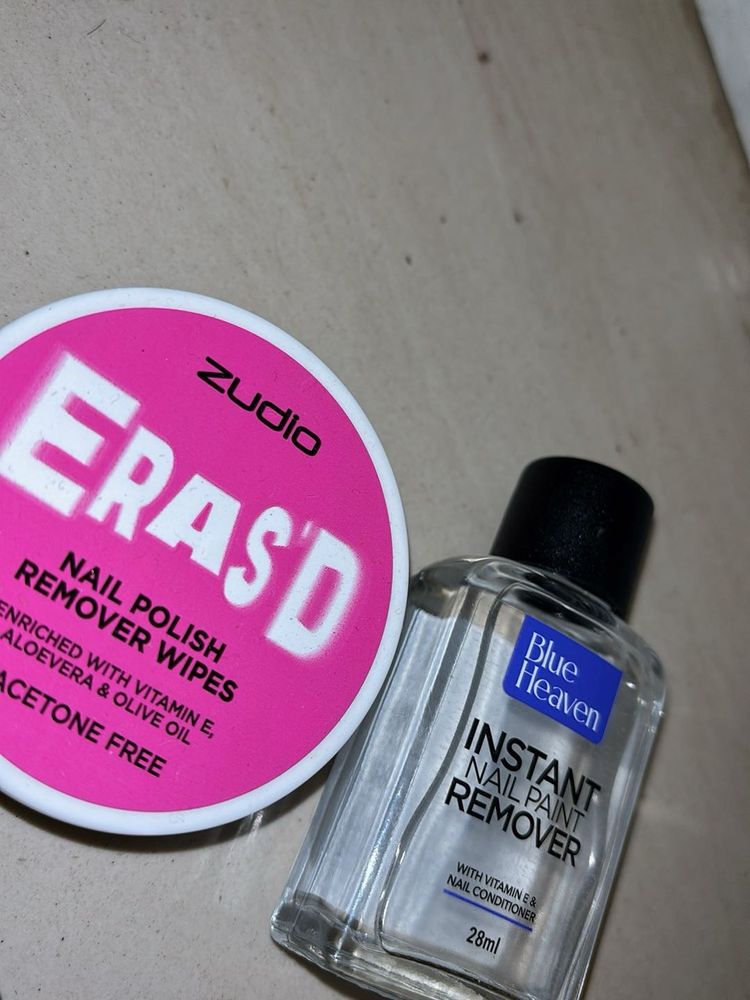 zudio
ERAS'D
NAIL POLISH
REMOVER WIPES
ENRICHED WITH VITAMIN E,
ALOEVERA & OLIVE OIL
ACETONE FREE
Blue
Heaven
INSTANT
NAIL PAINT
REMOVER
WITH VITAMIN E &
NAIL CONDITIONER
28ml